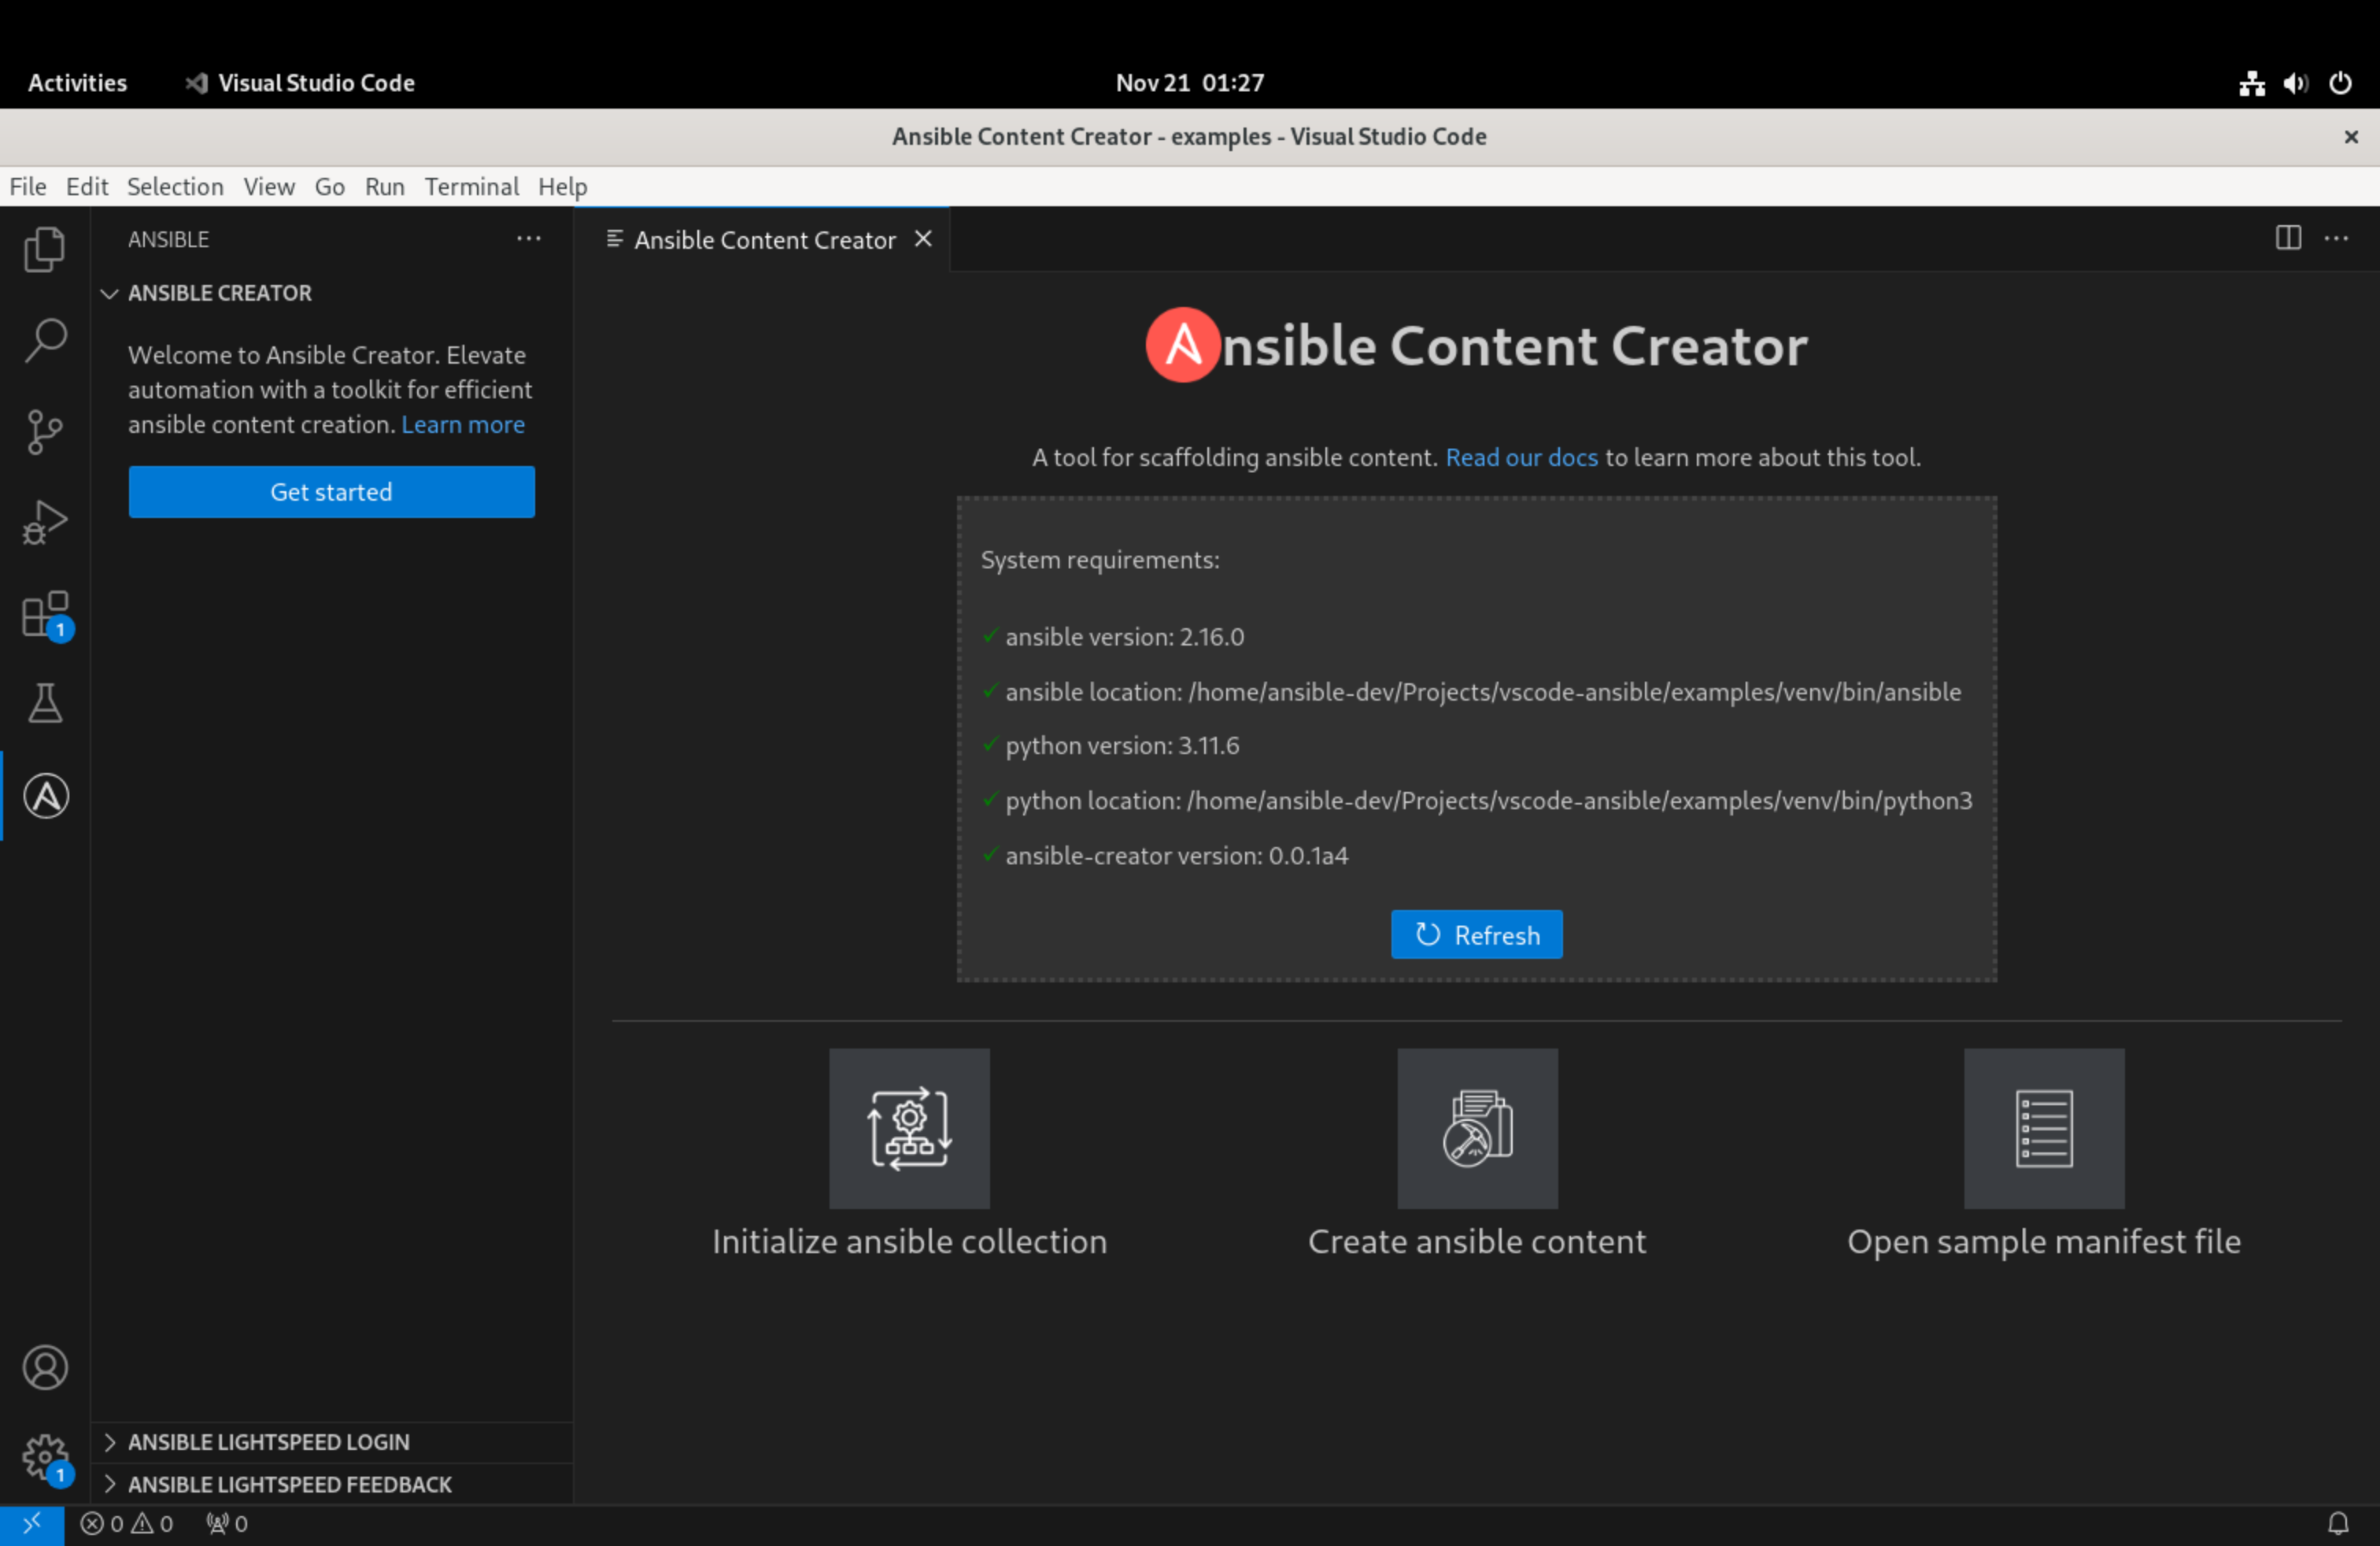 Activities Visual Studio Code Nov 21 01:27
Ansible Content Creator - examples - Visual Studio Code
File Edit Selection View Go Run Terminal Help
ANSIBLE
ANSIBLE CREATOR
Welcome to Ansible Creator. Elevate
automation with a toolkit for efficient
ansible content creation. Learn more
Get started
1
1
ANSIBLE LIGHTSPEED LOGIN
ANSIBLE LIGHTSPEED FEEDBACK
Ansible Content Creator
Ansible Content Creator
A tool for scaffolding ansible content. Read our docs to learn more about this tool.
System requirements:
✓ ansible version: 2.16.0
✓ ansible location: /home/ansible-dev/Projects/vscode-ansible/examples/venv/bin/ansible
✓ python version: 3.11.6
✓ python location: /home/ansible-dev/Projects/vscode-ansible/examples/venv/bin/python3
✓ ansible-creator version: 0.0.1a4
Refresh
Initialize ansible collection
Create ansible content
Open sample manifest file
0 0 0